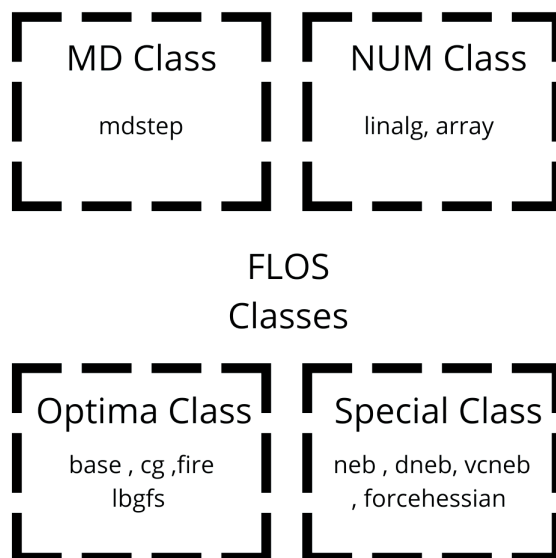 MD Class
mdstep
NUM Class
linalg, array
FLOS
Classes
Optima Class
base , cg ,fire
lbgfs
Special Class
neb , dneb, vcneb
, forcehessian